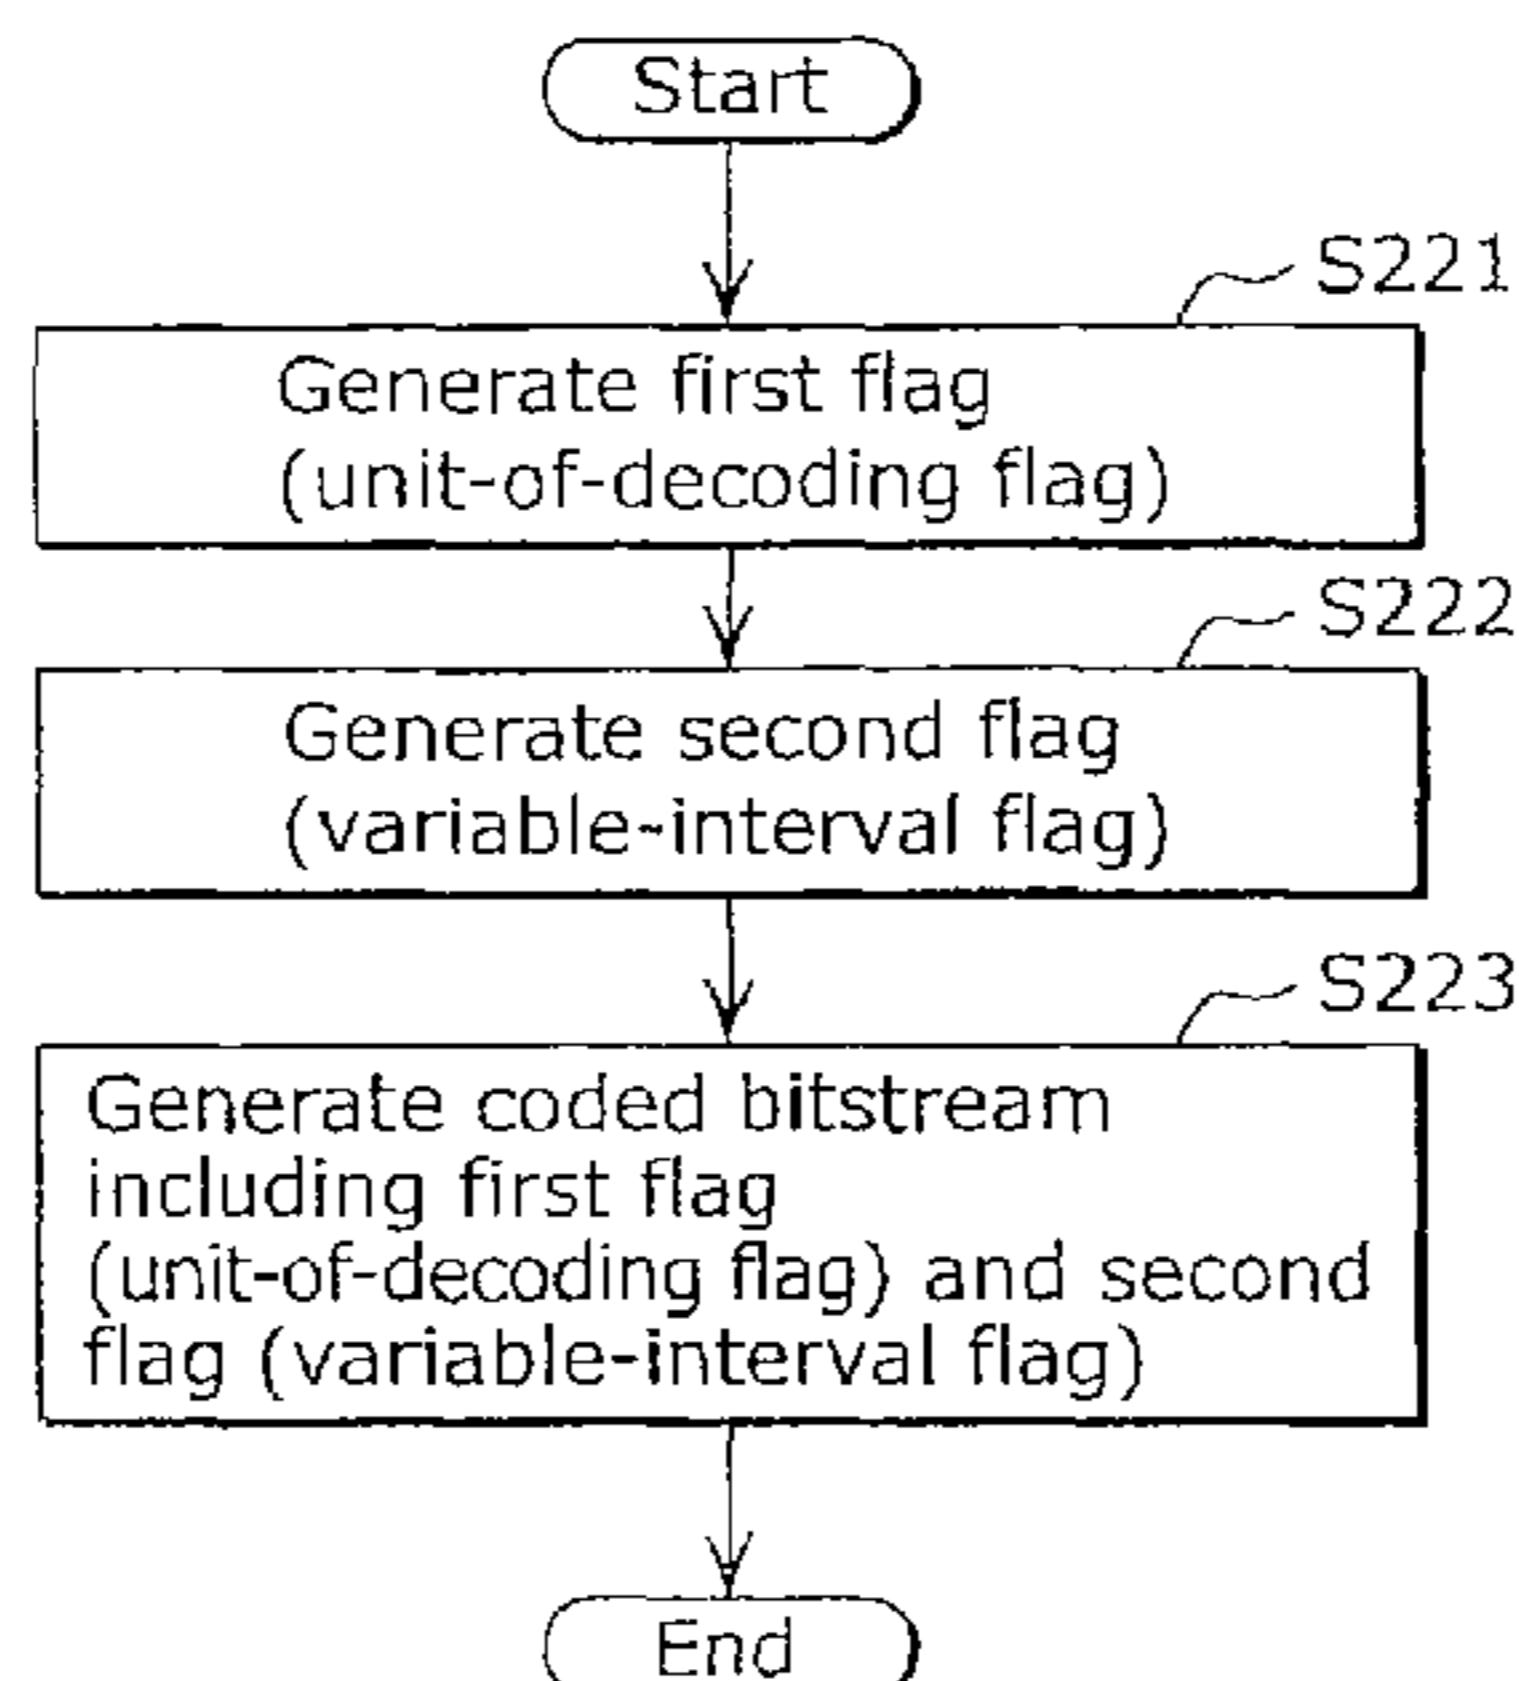 Start
S221
Generate first flag
(unit-of-decoding flag)
S222
Generate second flag
(variable-interval flag)
S223
Generate coded bitstream
including first flag
(unit-of-decoding flag) and second
flag (variable-interval flag)
End